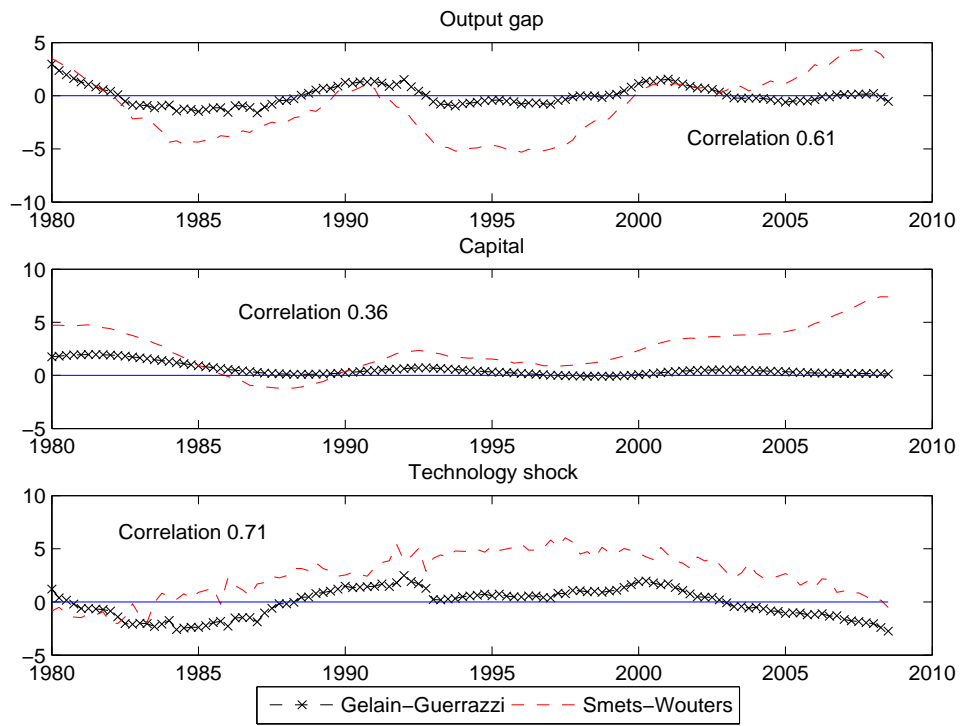 Output gap
5
0
−5
−10
Correlation 0.61
1980 1985 1990 1995 2000 2005 2010
Capital
10
5
0
−5
Correlation 0.36
1980 1985 1990 1995 2000 2005 2010
Technology shock
10
5
0
−5
Correlation 0.71
1980 1985 1990 1995 2000 2005 2010
Gelain−Guerrazzi Smets−Wouters